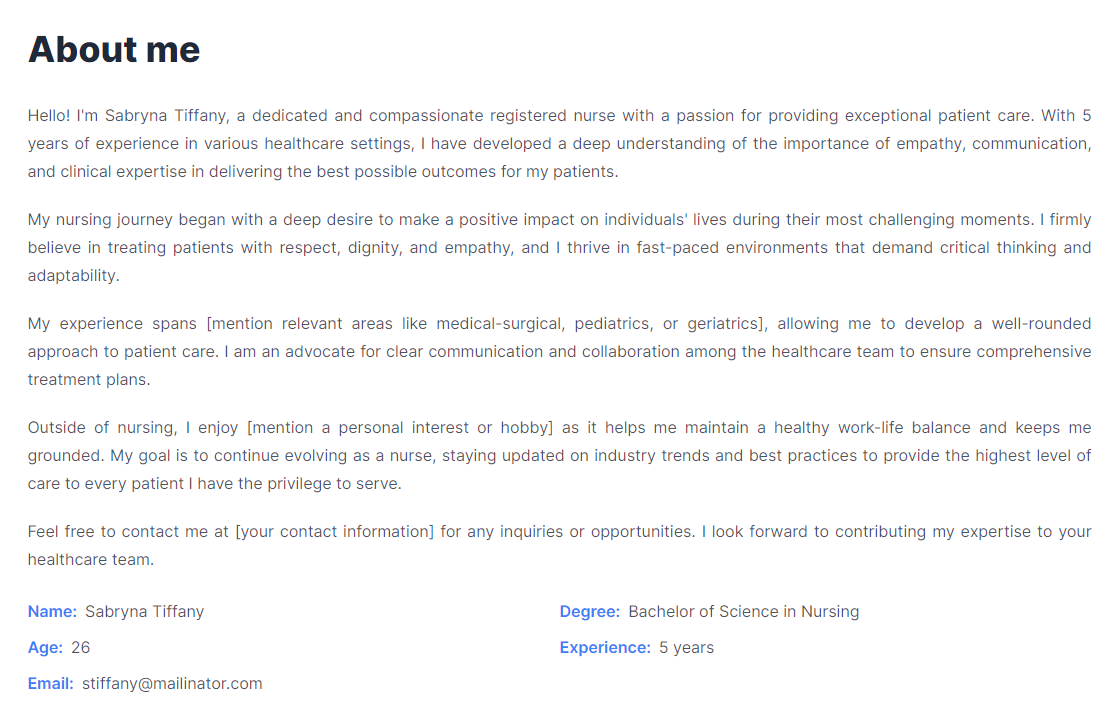 About me
Hello! I'm Sabryna Tiffany, a dedicated and compassionate registered nurse with a passion for providing exceptional patient care. With 5
years of experience in various healthcare settings, I have developed a deep understanding of the importance of empathy, communication,
and clinical expertise in delivering the best possible outcomes for my patients.
My nursing journey began with a deep desire to make a positive impact on individuals' lives during their most challenging moments. I firmly
believe in treating patients with respect, dignity, and empathy, and I thrive in fast-paced environments that demand critical thinking and
adaptability.
My experience spans [mention relevant areas like medical-surgical, pediatrics, or geriatrics], allowing me to develop a well-rounded
approach to patient care. I am an advocate for clear communication and collaboration among the healthcare team to ensure comprehensive
treatment plans.
Outside of nursing, I enjoy [mention a personal interest or hobby] as it helps me maintain a healthy work-life balance and keeps me
grounded. My goal is to continue evolving as a nurse, staying updated on industry trends and best practices to provide the highest level of
care to every patient I have the privilege to serve.
Feel free to contact me at [your contact information] for any inquiries or opportunities. I look forward to contributing my expertise to your
healthcare team.
Name: Sabryna Tiffany
Degree: Bachelor of Science in Nursing
Age: 26
Experience: 5 years
Email: stiffany@mailinator.com